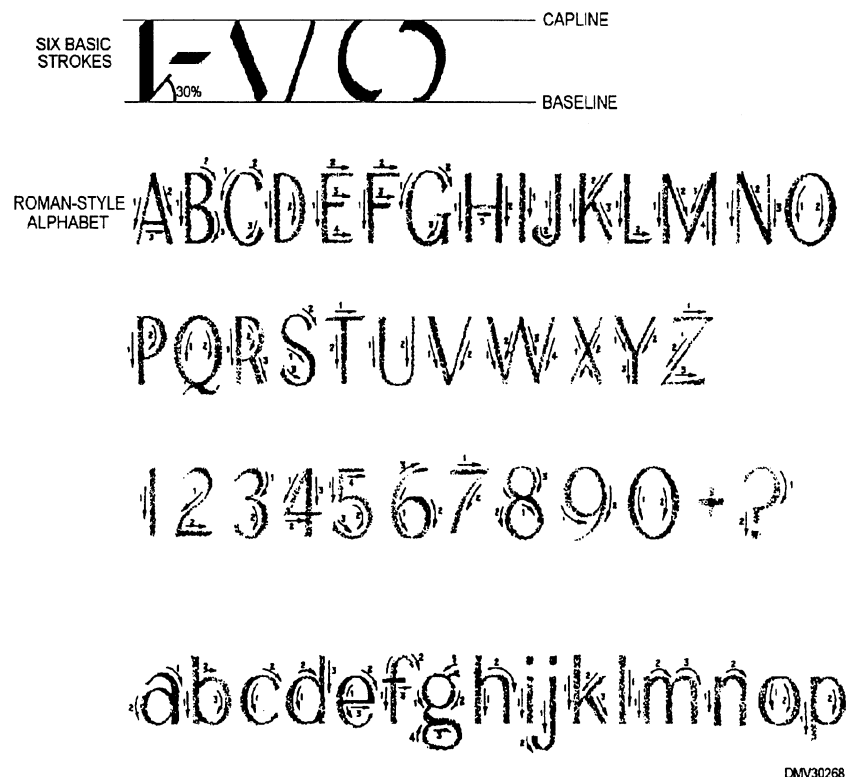 CAPLINE
SIX BASIC
STROKES
30%
BASELINE
ROMAN-STYLE
ALPHABET
ABCDEFGHIJKLMNO
PQRSTUVWXYZ
1234567890+?
abcdefghijklmnop
DMV30268